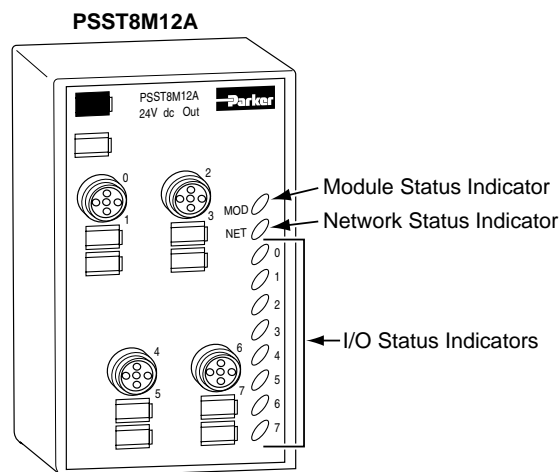 PSST8M12A
PSST8M12A
24V dc Out
Parker
0
2
1
3
MOD
Module Status Indicator
NET
Network Status Indicator
0
1
2
3
4
5
6
7
I/O Status Indicators
4
6
5
7